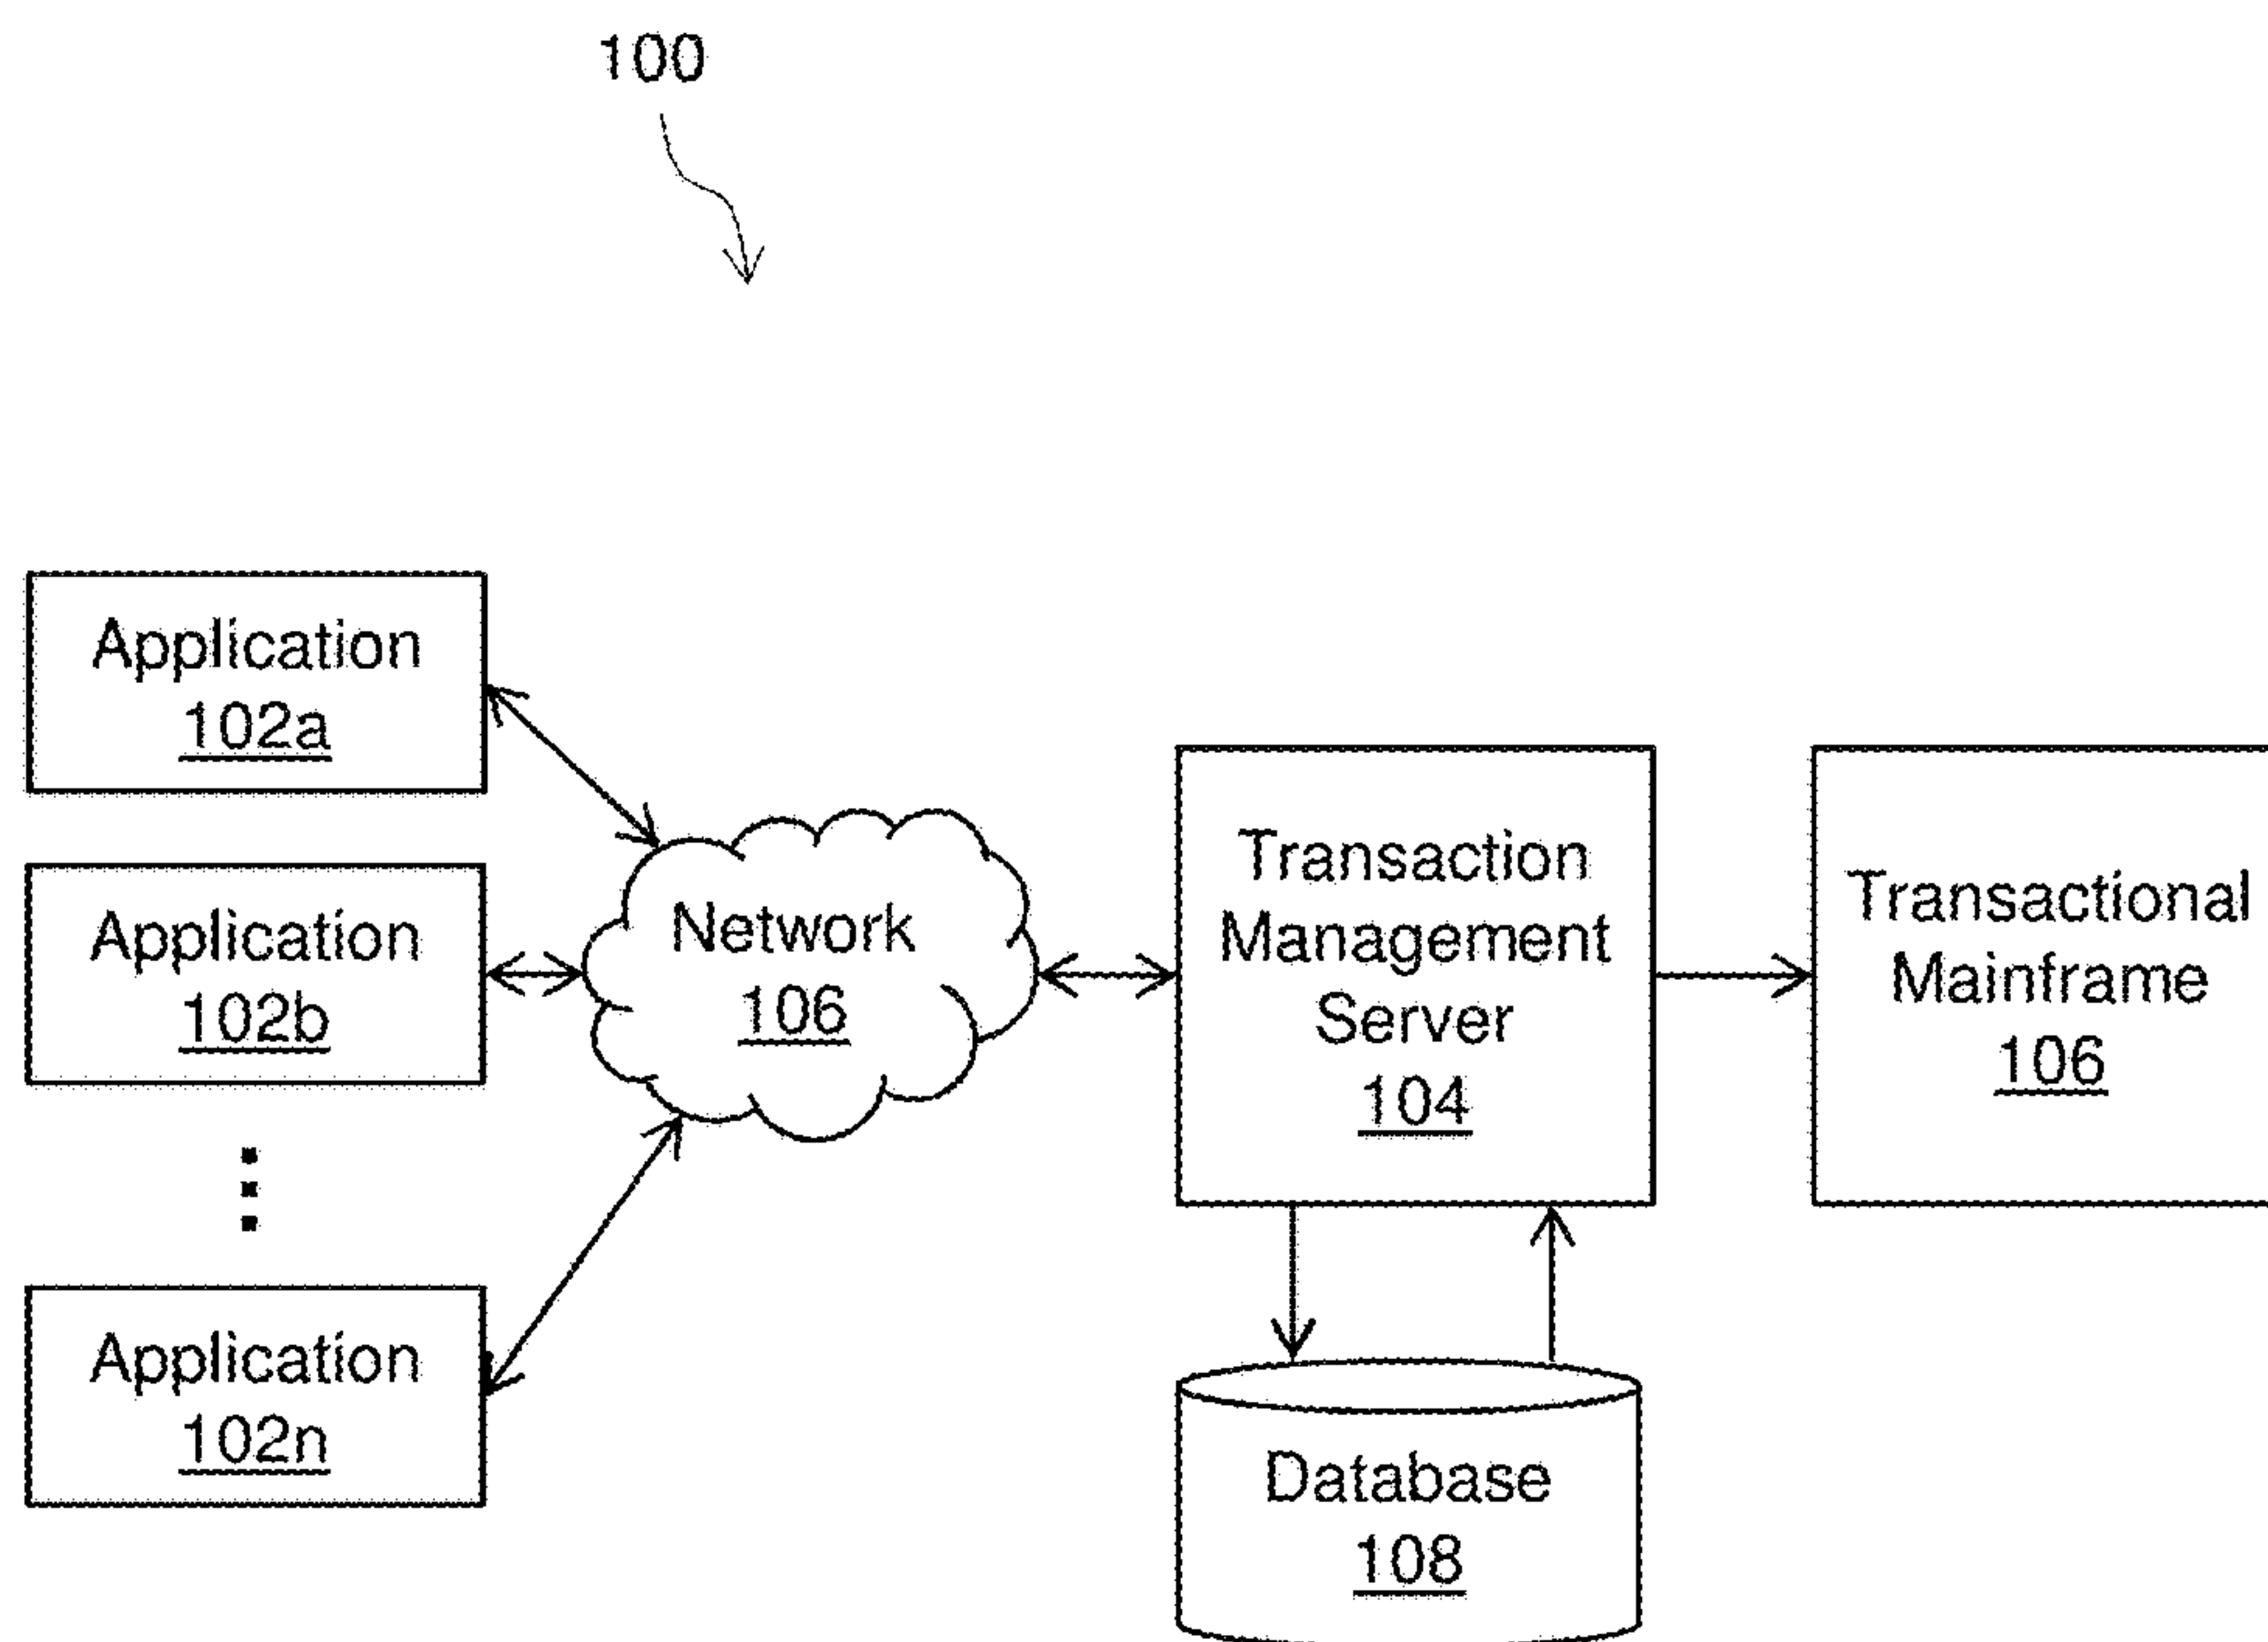 100
Application
102a
Application
102b
Application
102n
Network
106
Transaction
Management
Server
104
Transactional
Mainframe
106
Database
108